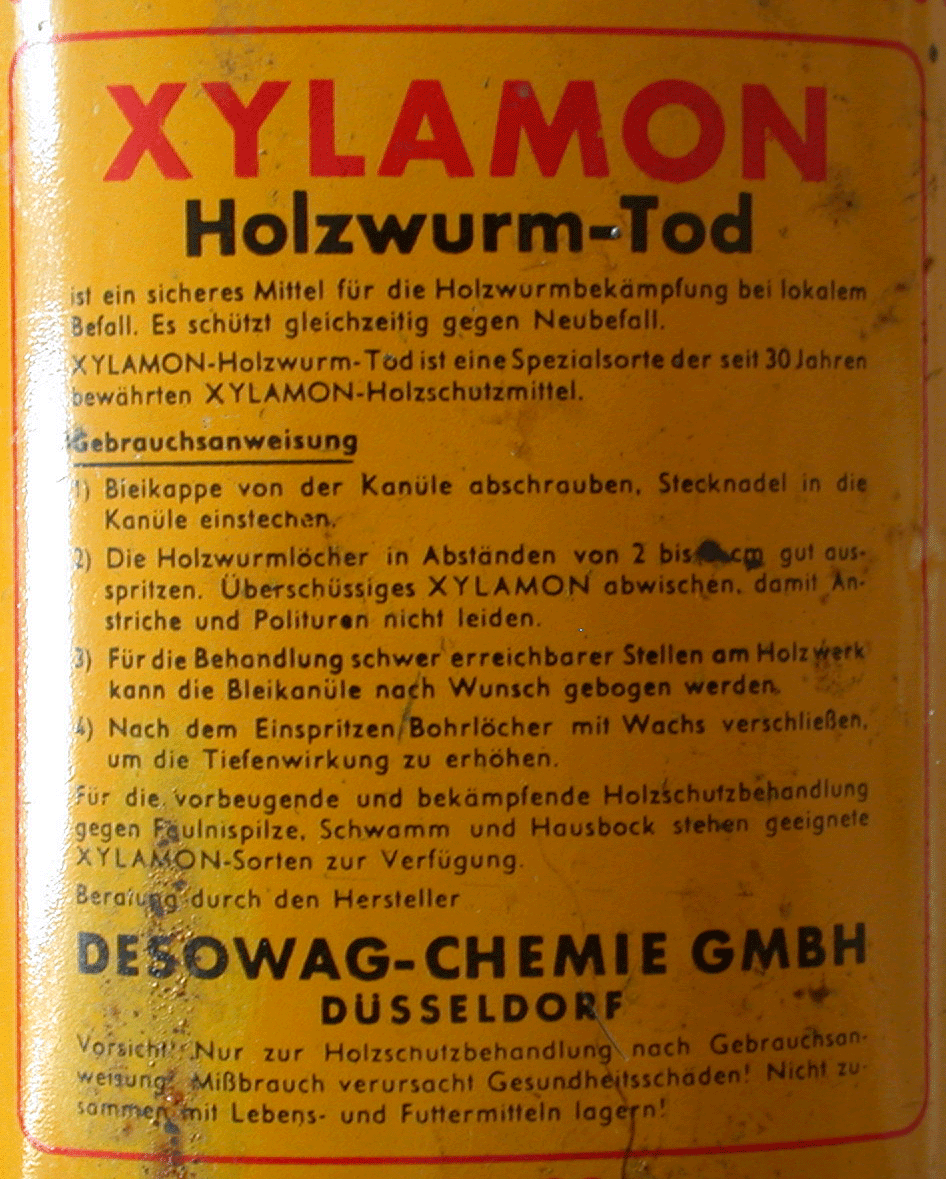 XYLAMON
Holzwurm-Tod
ist ein sicheres Mittel für die Holzwurmbekämpfung bei lokalem
Befall. Es schützt gleichzeitig gegen Neubefall.
XYLAMON-Holzwurm-Tod ist eine Spezialsorte der seit 30 Jahren
bewährten XYLAMON-Holzschutzmittel.
Gebrauchsanweisung
1) Bleikappe von der Kanüle abschrauben, Stecknadel in die
Kanüle einstechen.
2) Die Holzwurmlöcher in Abständen von 2 bis cm gut aus-
spritzen. Überschüssiges XYLAMON abwischen, damit An-
striche und Polituren nicht leiden.
3) Für die Behandlung schwer erreichbarer Stellen am Holzwerk
kann die Bleikanüle nach Wunsch gebogen werden.
4) Nach dem Einspritzen Bohrlöcher mit Wachs verschließen,
um die Tiefenwirkung zu erhöhen.
Für die vorbeugende und bekämpfende Holzschutzbehandlung
gegen Fäulnispilze, Schwamm und Hausbock stehen geeignete
XYLAMON-Sorten zur Verfügung.
Beratung durch den Hersteller
DESOWAG-CHEMIE GMBH
DÜSSELDORF
Vorsicht! Nur zur Holzschutzbehandlung nach Gebrauchsan-
weisung! Mißbrauch verursacht Gesundheitsschäden! Nicht zu-
sammen mit Lebens- und Futtermitteln lagern!